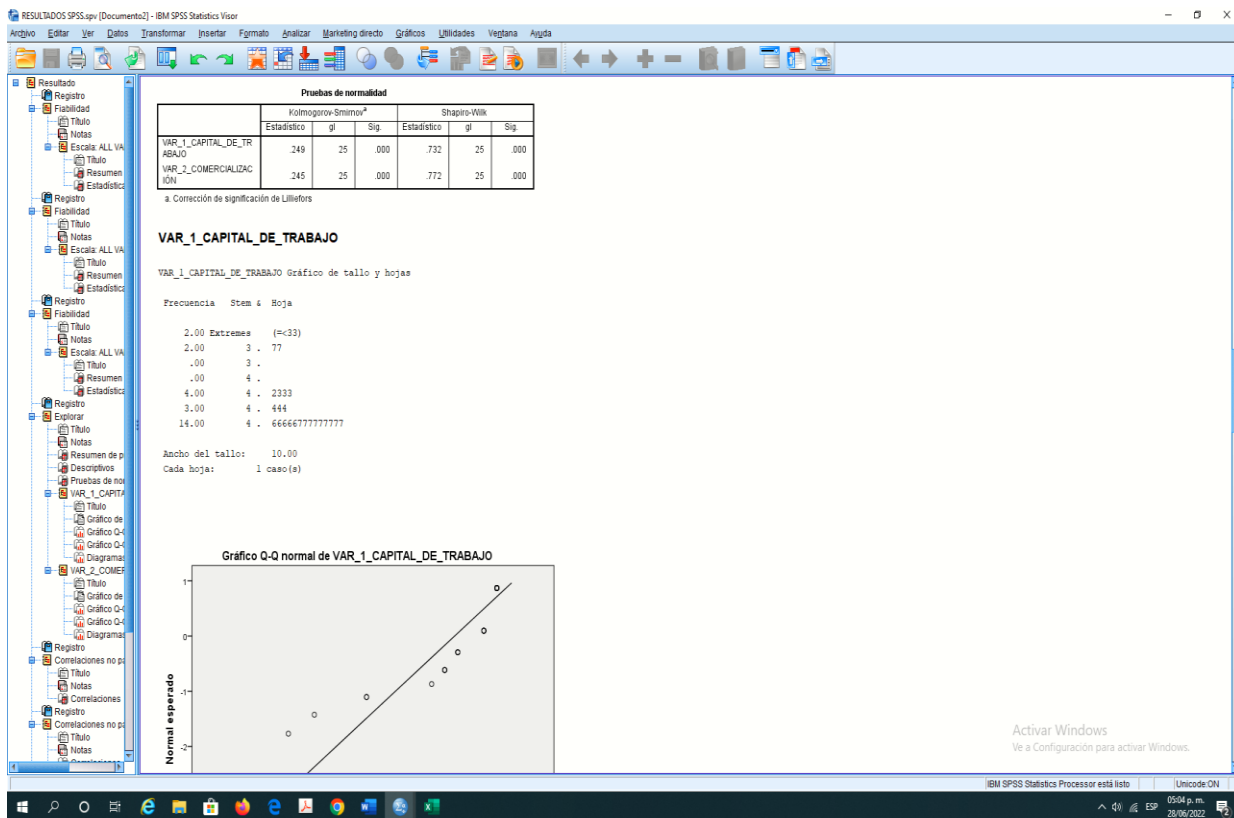 RESULTADOS SPSS.spv [Documento2] - IBM SPSS Statistics Visor
Archivo Editar Ver Datos Transformar Insertar Formato Analizar Marketing directo Gráficos Utilidades Ventana Ayuda
Resultado
Registro
Fiabilidad
Título
Notas
Escala: ALL VA
Título
Resumen
Estadística
Registro
Fiabilidad
Título
Notas
Escala: ALL VA
Título
Resumen
Estadística
Registro
Fiabilidad
Título
Notas
Escala: ALL VA
Título
Resumen
Estadística
Registro
Explorar
Título
Notas
Resumen de p
Descriptivos
Pruebas de nor
VAR_1_CAPITA
Título
Gráfico de
Gráfico Q-
Gráfico Q-
Diagramas
VAR_2_COMER
Título
Gráfico de
Gráfico Q-
Gráfico Q-
Diagramas
Registro
Correlaciones no pa
Título
Notas
Correlaciones
Registro
Correlaciones no pa
Título
Notas
Correlaciones
Pruebas de normalidad
Kolmogorov-Smirnovª Shapiro-Wilk
Estadístico gl Sig. Estadístico gl Sig.
VAR_1_CAPITAL_DE_TR
ABAJO .249 25 .000 .732 25 .000
VAR_2_COMERCIALIZAC
IÓN .245 25 .000 .772 25 .000
a. Corrección de significación de Lilliefors
VAR_1_CAPITAL_DE_TRABAJO
VAR_1_CAPITAL_DE_TRABAJO Gráfico de tallo y hojas
Frecuencia Stem & Hoja
2.00 Extremes (=<33)
2.00 3 . 77
.00 3 .
.00 4 .
4.00 4 . 2333
3.00 4 . 444
14.00 4 . 66666777777777
Ancho del tallo: 10.00
Cada hoja: 1 caso(s)
Gráfico Q-Q normal de VAR_1_CAPITAL_DE_TRABAJO
Normal esperado
1
0
-1
-2
Activar Windows
Ve a Configuración para activar Windows.
IBM SPSS Statistics Processor está listo Unicode:ON
ESP
05:04 p. m.
28/06/2022
2